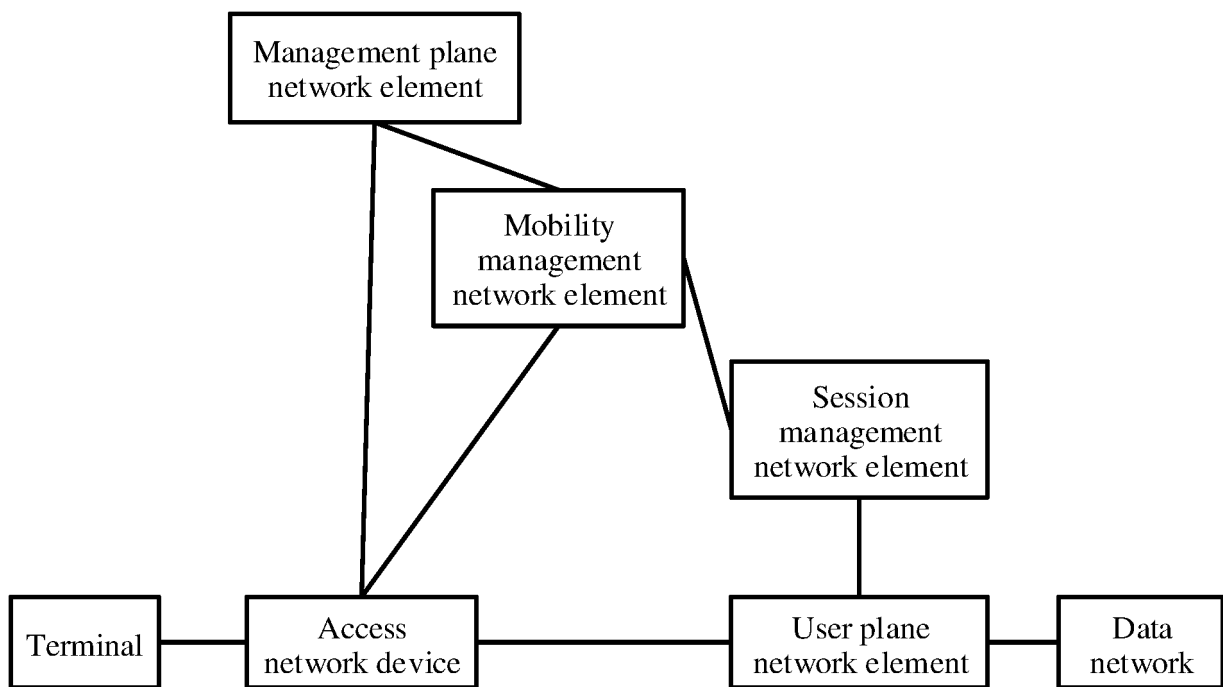 Management plane
network element
Mobility
management
network element
Session
management
network element
Terminal
Access
network device
User plane
network element
Data
network